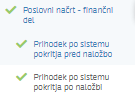 Poslovni načrt - finančni
del
Prihodek po sistemu
pokritja pred naložbo
Prihodek po sistemu
pokritja po naložbi